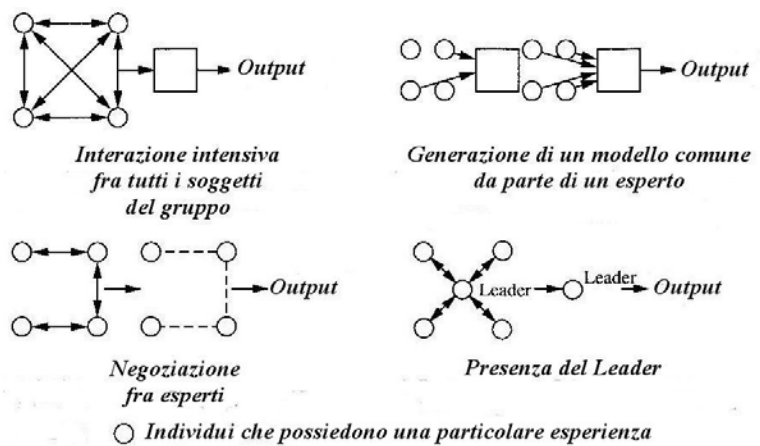 Output
Output
Interazione intensiva
fra tutti i soggetti
del gruppo
Generazione di un modello comune
da parte di un esperto
Output
Leader
Leader
Output
Negoziazione
fra esperti
Presenza del Leader
Individui che possiedono una particolare esperienza